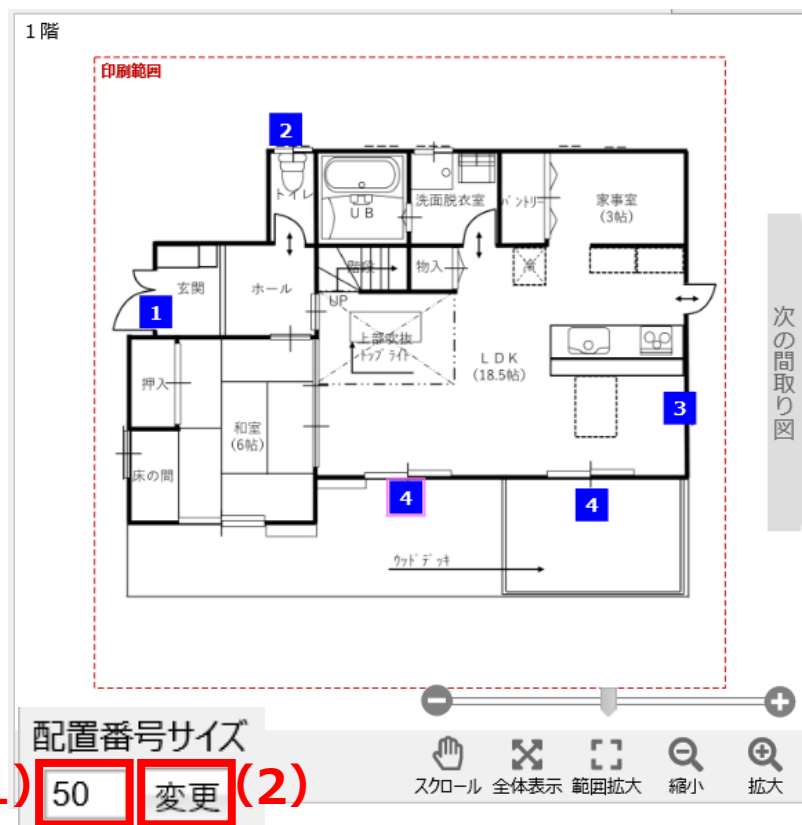 1階
印刷範囲
2
トイレ
UB
洗面脱衣室
パントリー
家事室
(3帖)
玄関
ホール
階段
物入
UP
1
上部吹抜
トップライト
LDK
(18.5帖)
押入
和室
(6帖)
床の間
3
4
4
ウッドデッキ
次の間取り図
配置番号サイズ
50
変更
(2)
スクロール
全体表示
範囲拡大
縮小
拡大